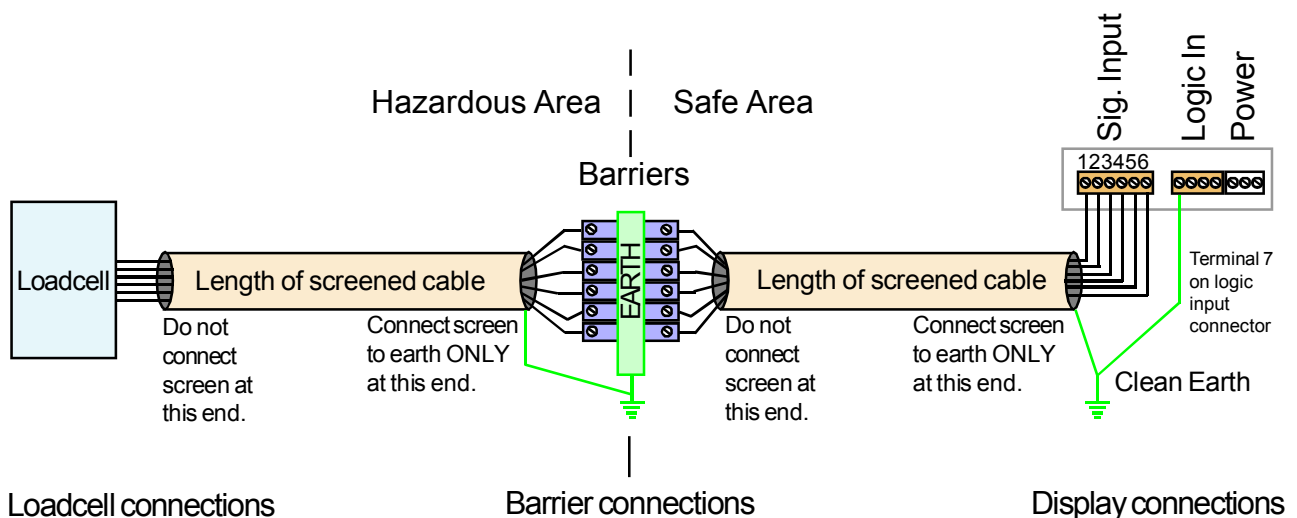 Hazardous Area
Safe Area
Barriers
Sig. Input
Logic In
Power
123456
Loadcell
Length of screened cable
EARTH
Length of screened cable
Terminal 7
on logic
input
connector
Do not
connect
screen at
this end.
Connect screen
to earth ONLY
at this end.
Do not
connect
screen at
this end.
Connect screen
to earth ONLY
at this end.
Clean Earth
Loadcell connections
Barrier connections
Display connections